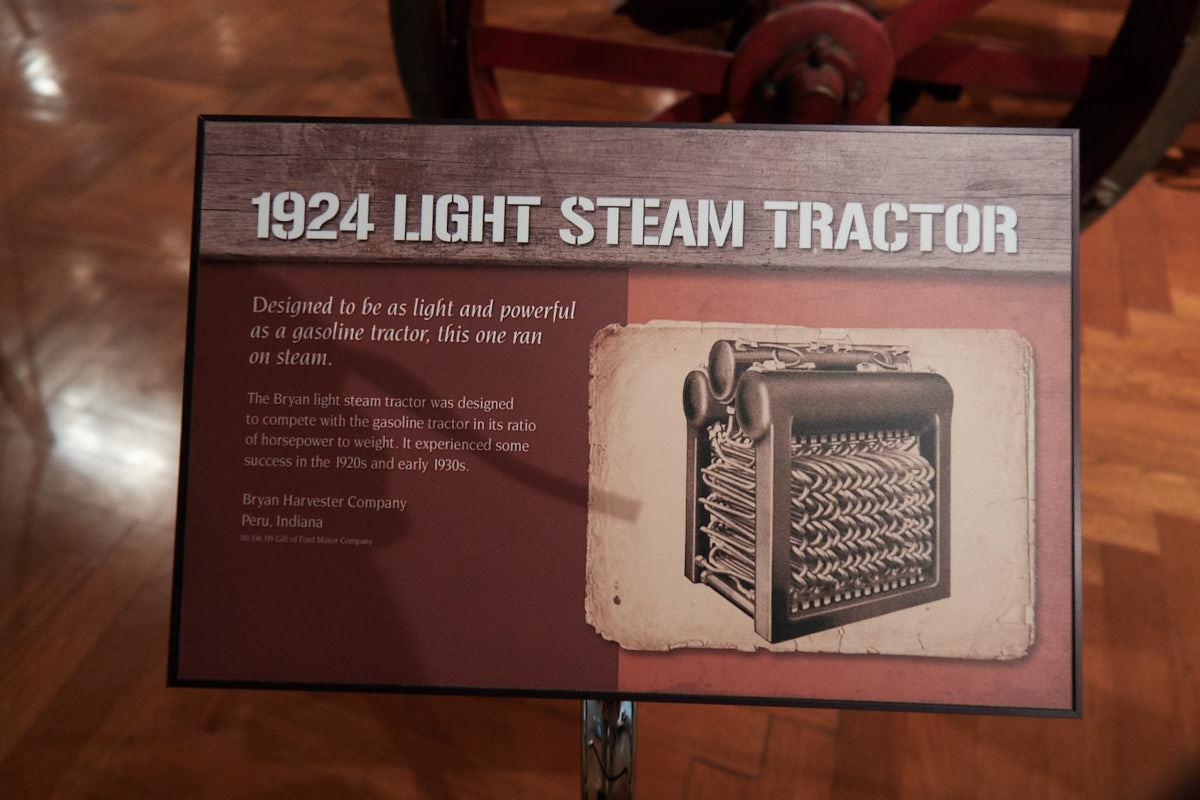 1924 LIGHT STEAM TRACTOR
Designed to be as light and powerful
as a gasoline tractor, this one ran
on steam.
The Bryan light steam tractor was designed
to compete with the gasoline tractor in its ratio
of horsepower to weight. It experienced some
success in the 1920s and early 1930s.
Bryan Harvester Company
Peru, Indiana
00.136.119 Gift of Ford Motor Company